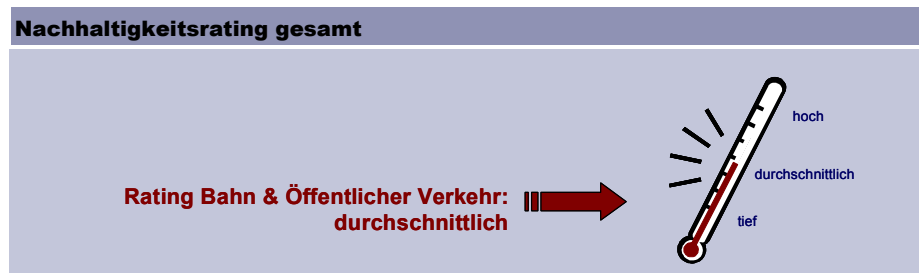 Nachhaltigkeitsrating gesamt
hoch
durchschnittlich
Rating Bahn & Öffentlicher Verkehr:
durchschnittlich
tief